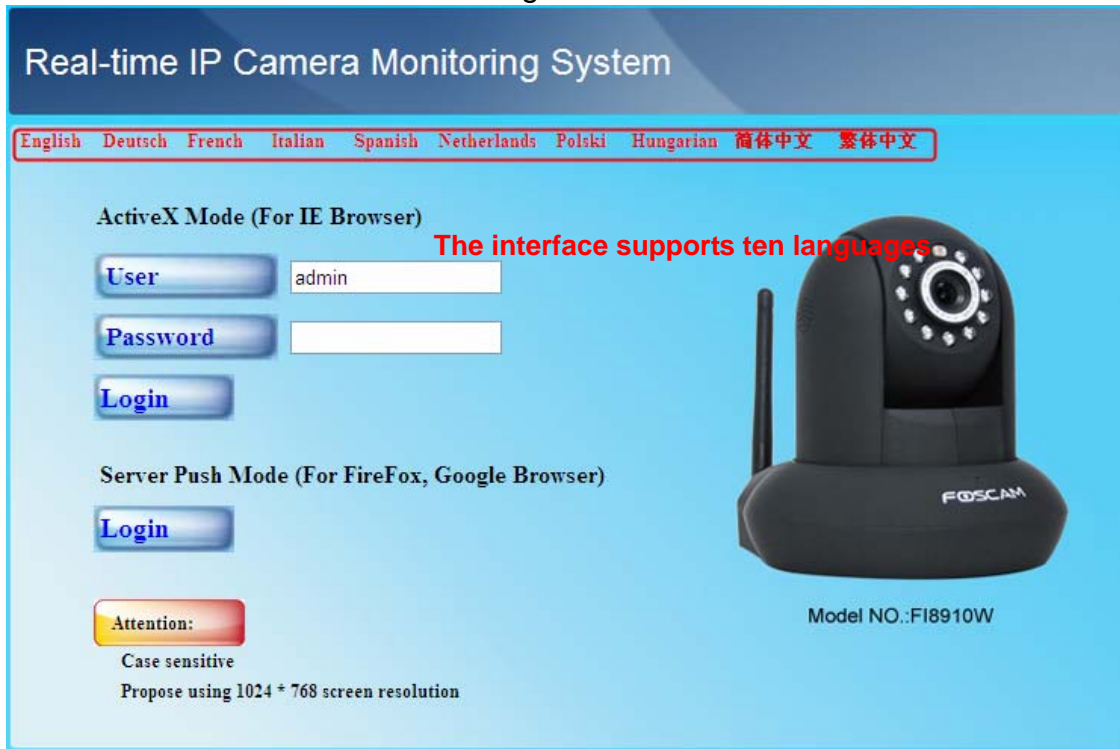 Real-time IP Camera Monitoring System
English Deutsch French Italian Spanish Netherlands Polski Hungarian 简体中文 繁体中文
ActiveX Mode (For IE Browser)
The interface supports ten languages
User admin
Password
Login
Server Push Mode (For FireFox, Google Browser)
Login
FOSCAM
Attention:
Model NO.:FI8910W
Case sensitive
Propose using 1024 * 768 screen resolution